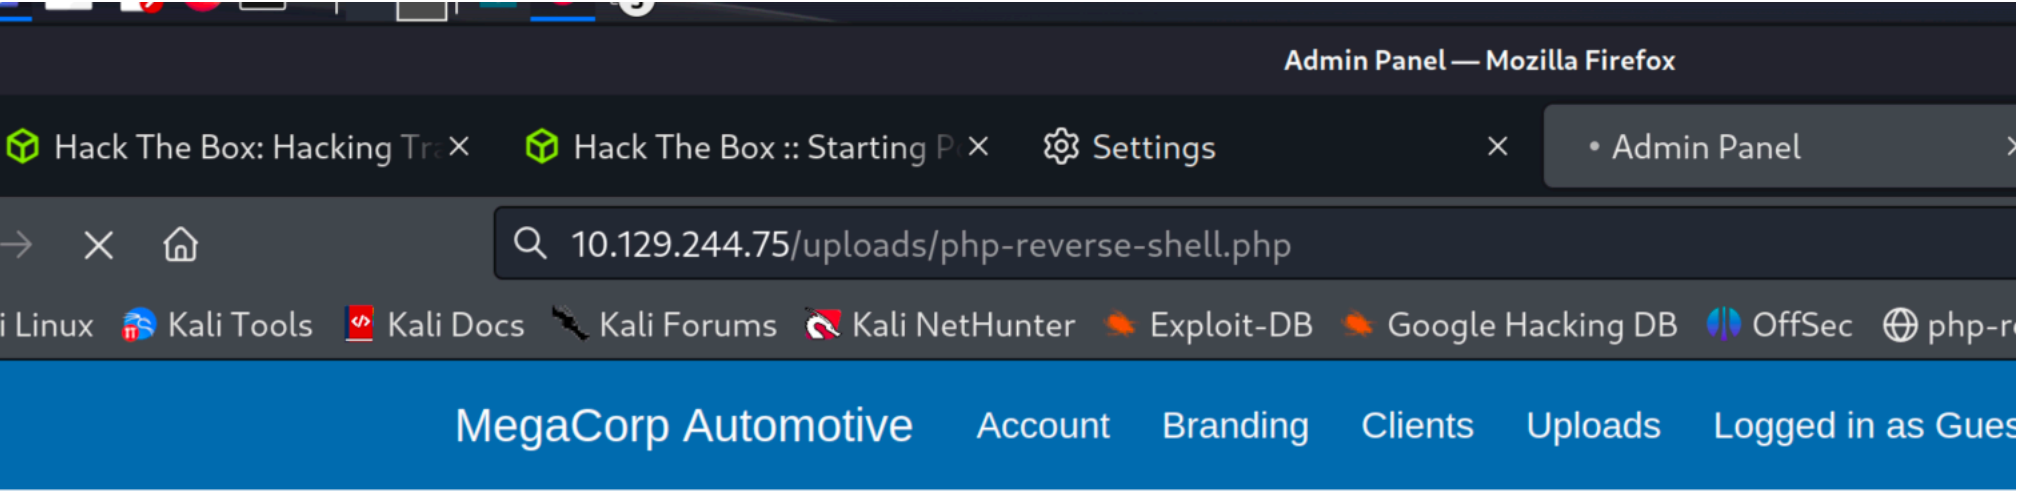 Admin Panel — Mozilla Firefox
Hack The Box: Hacking Tra Hack The Box :: Starting Po Settings • Admin Panel
10.129.244.75/uploads/php-reverse-shell.php
i Linux Kali Tools Kali Docs Kali Forums Kali NetHunter Exploit-DB Google Hacking DB OffSec php-r
MegaCorp Automotive Account Branding Clients Uploads Logged in as Gues